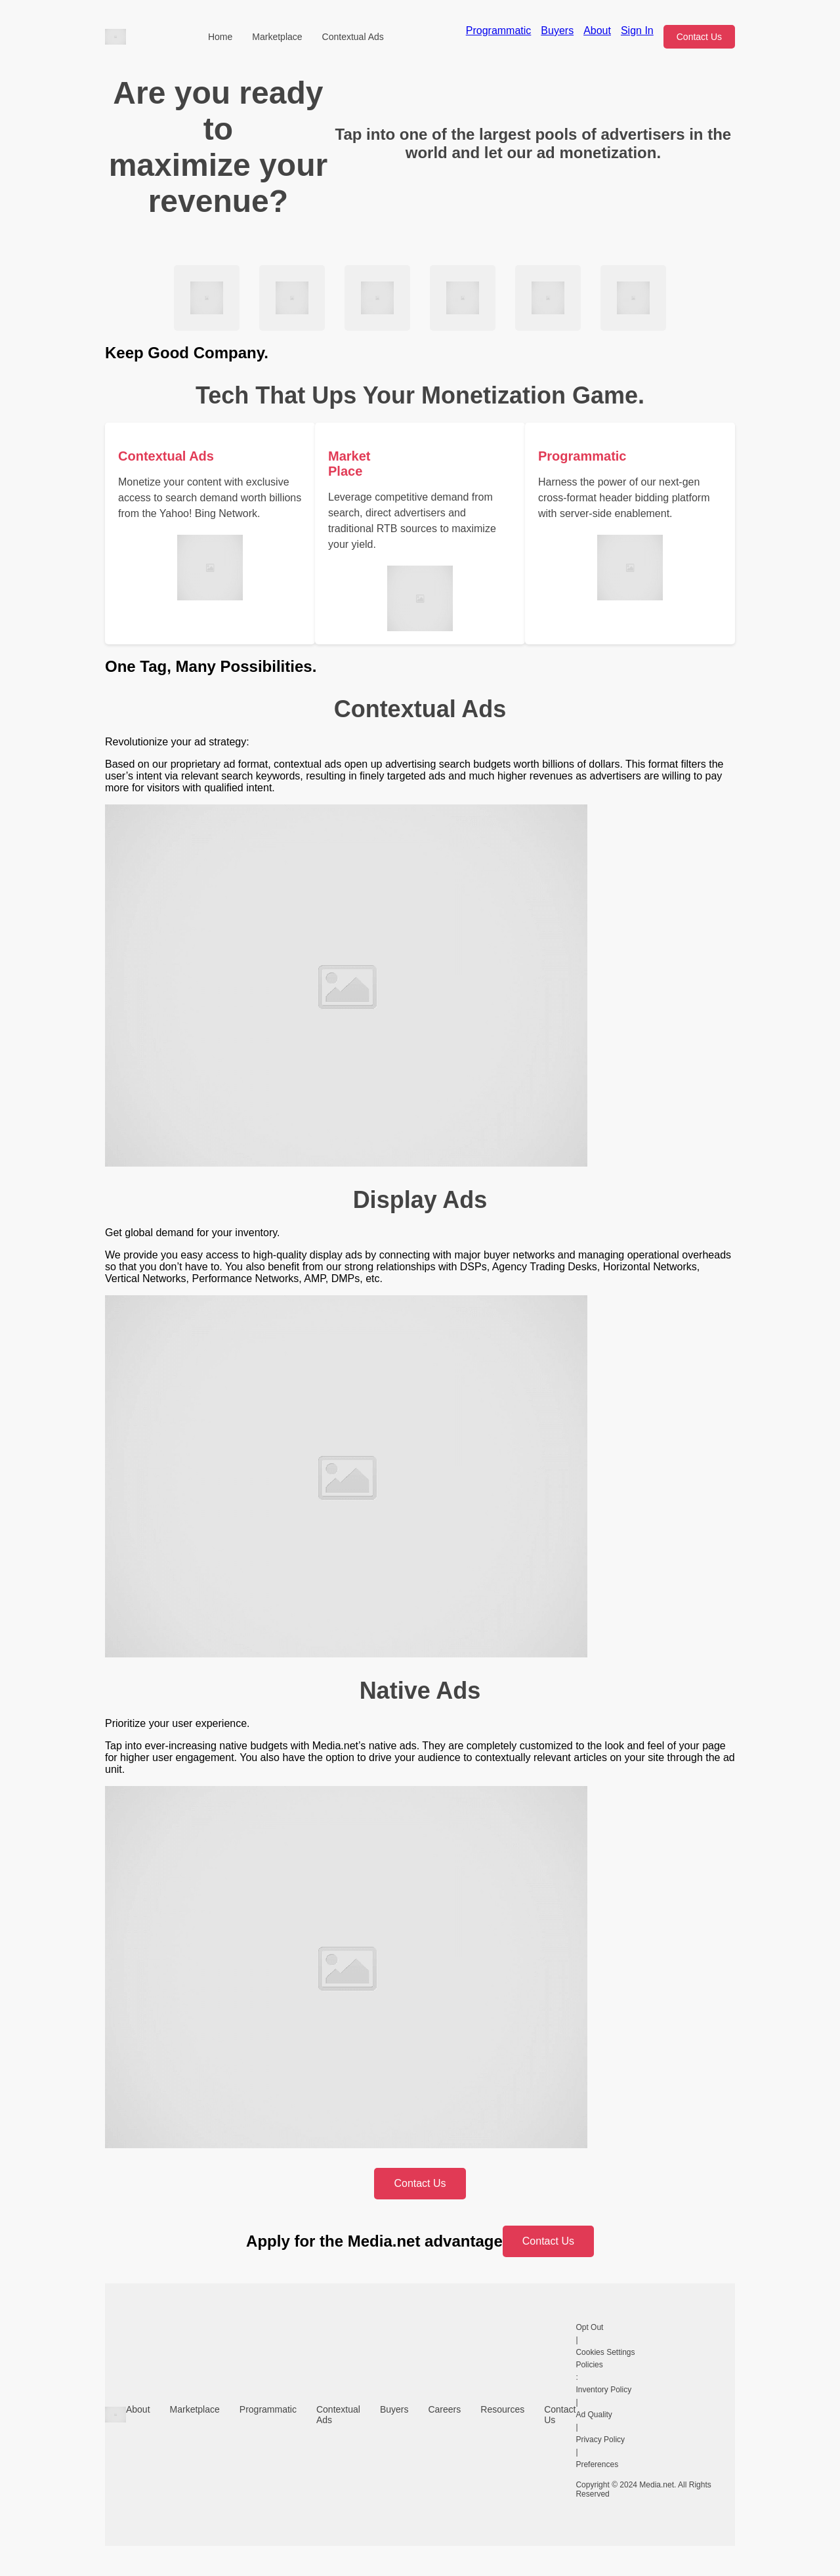 Home Marketplace Contextual Ads Programmatic Buyers About Sign In Contact Us
Are you ready
to
maximize your
revenue?
Tap into one of the largest pools of advertisers in the
world and let our ad monetization.
Keep Good Company.
Tech That Ups Your Monetization Game.
Contextual Ads
Monetize your content with exclusive
access to search demand worth billions
from the Yahoo! Bing Network.
Market
Place
Leverage competitive demand from
search, direct advertisers and
traditional RTB sources to maximize
your yield.
Programmatic
Harness the power of our next-gen
cross-format header bidding platform
with server-side enablement.
One Tag, Many Possibilities.
Contextual Ads
Revolutionize your ad strategy:
Based on our proprietary ad format, contextual ads open up advertising search budgets worth billions of dollars. This format filters the
user’s intent via relevant search keywords, resulting in finely targeted ads and much higher revenues as advertisers are willing to pay
more for visitors with qualified intent.
Display Ads
Get global demand for your inventory.
We provide you easy access to high-quality display ads by connecting with major buyer networks and managing operational overheads
so that you don’t have to. You also benefit from our strong relationships with DSPs, Agency Trading Desks, Horizontal Networks,
Vertical Networks, Performance Networks, AMP, DMPs, etc.
Native Ads
Prioritize your user experience.
Tap into ever-increasing native budgets with Media.net’s native ads. They are completely customized to the look and feel of your page
for higher user engagement. You also have the option to drive your audience to contextually relevant articles on your site through the ad
unit.
Contact Us
Apply for the Media.net advantage Contact Us
About Marketplace Programmatic Contextual
Ads
Buyers Careers Resources Contact
Us
Opt Out
|
Cookies Settings
Policies
:
Inventory Policy
|
Ad Quality
|
Privacy Policy
|
Preferences
Copyright © 2024 Media.net. All Rights
Reserved